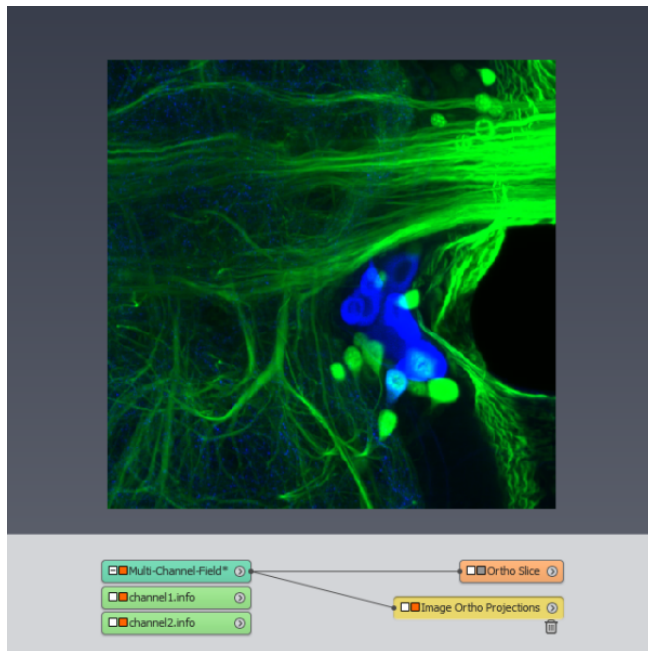 Multi-Channel-Field*
Ortho Slice
channel1.info
Image Ortho Projections
channel2.info